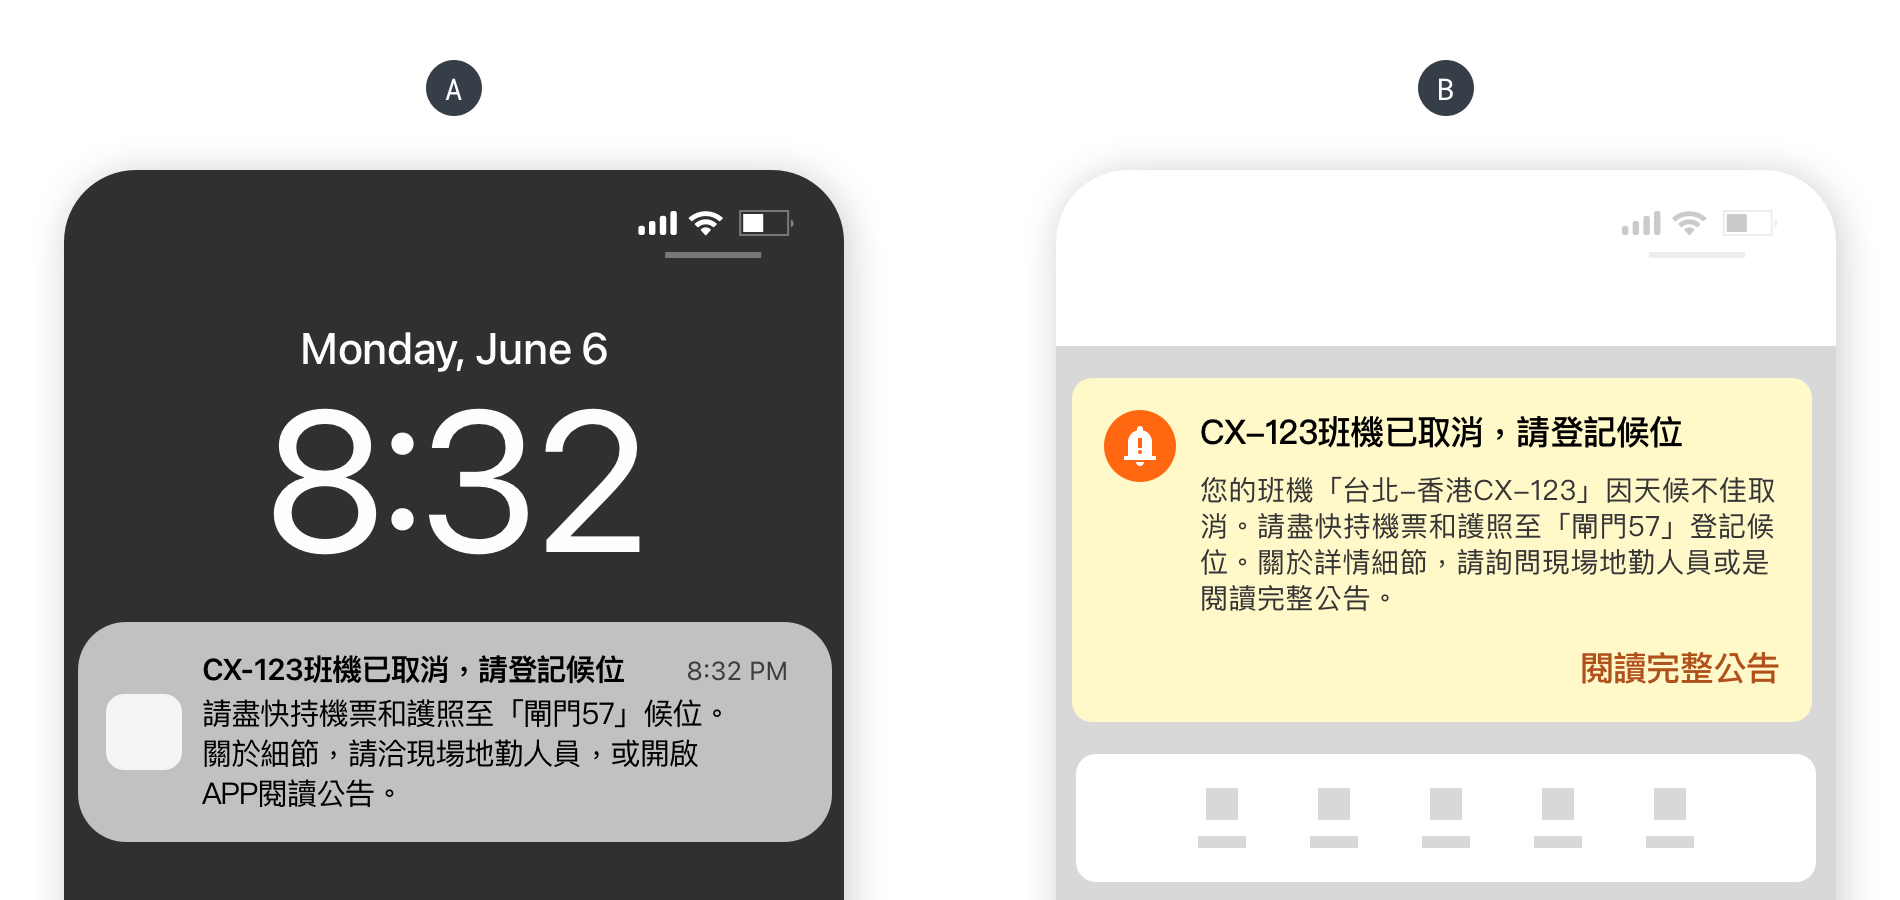 A
Monday, June 6
8:32
CX-123班機已取消，請登記候位 8:32 PM
請盡快持機票和護照至「閘門57」候位。
關於細節，請洽現場地勤人員，或開啟
APP閱讀公告。
B
CX–123班機已取消，請登記候位
您的班機「台北–香港CX–123」因天候不佳取
消。請盡快持機票和護照至「閘門57」登記候
位。關於詳情細節，請詢問現場地勤人員或是
閱讀完整公告。
閱讀完整公告